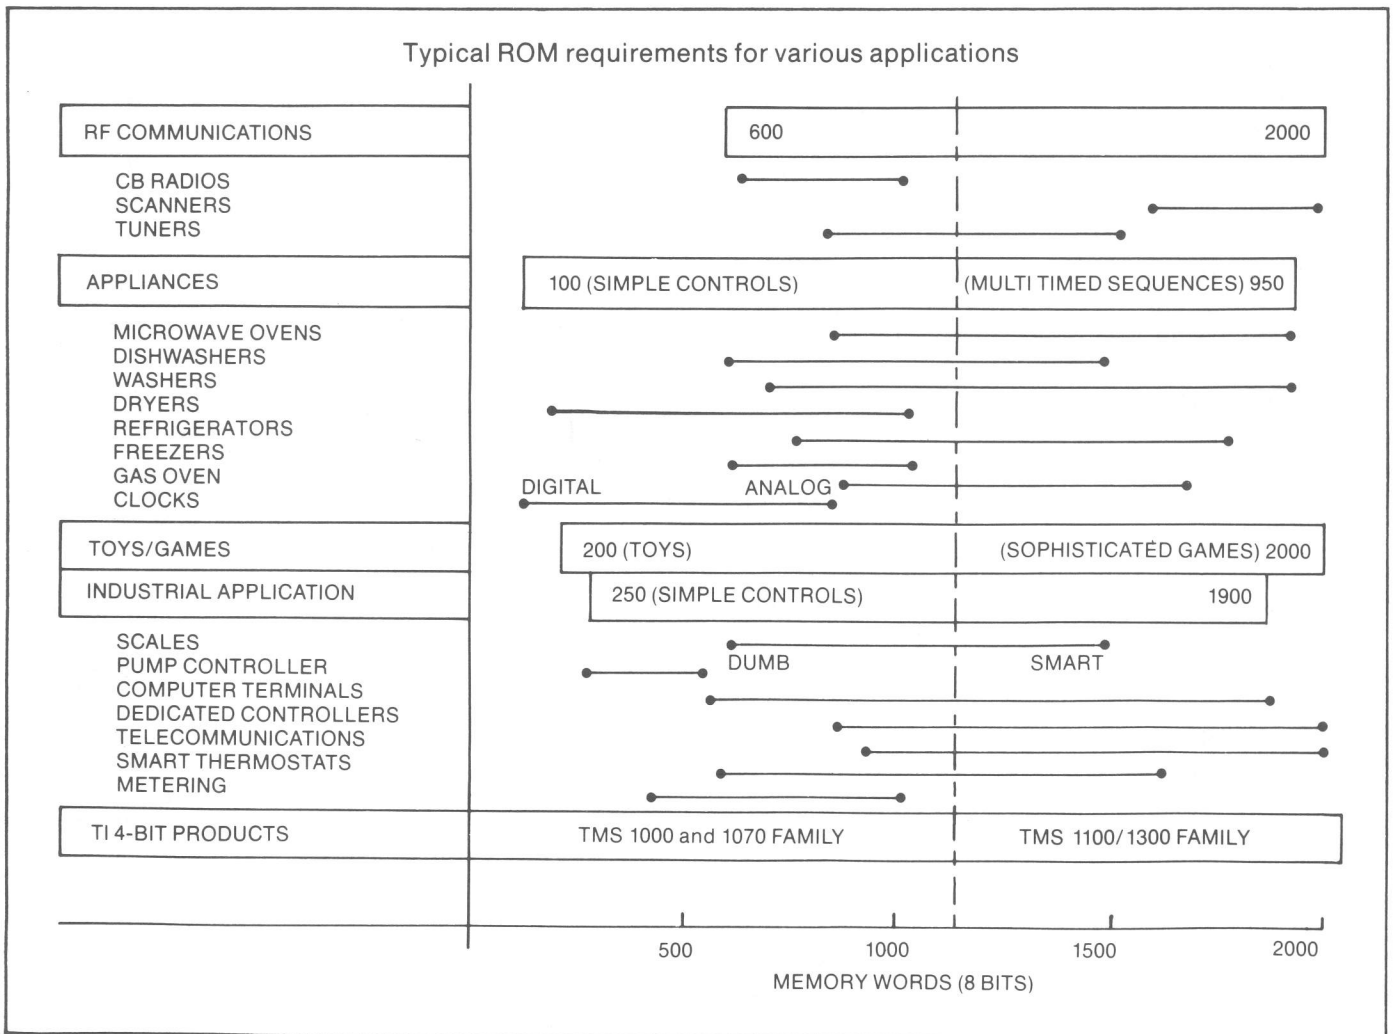 Typical ROM requirements for various applications
RF COMMUNICATIONS
600
2000
CB RADIOS
SCANNERS
TUNERS
APPLIANCES
100 (SIMPLE CONTROLS)
(MULTI TIMED SEQUENCES) 950
MICROWAVE OVENS
DISHWASHERS
WASHERS
DRYERS
REFRIGERATORS
FREEZERS
GAS OVEN
CLOCKS
DIGITAL
ANALOG
TOYS/GAMES
200 (TOYS)
(SOPHISTICATED GAMES) 2000
INDUSTRIAL APPLICATION
250 (SIMPLE CONTROLS)
1900
SCALES
DUMB
SMART
PUMP CONTROLLER
COMPUTER TERMINALS
DEDICATED CONTROLLERS
TELECOMMUNICATIONS
SMART THERMOSTATS
METERING
TI 4-BIT PRODUCTS
TMS 1000 and 1070 FAMILY
TMS 1100/1300 FAMILY
500
1000
1500
2000
MEMORY WORDS (8 BITS)